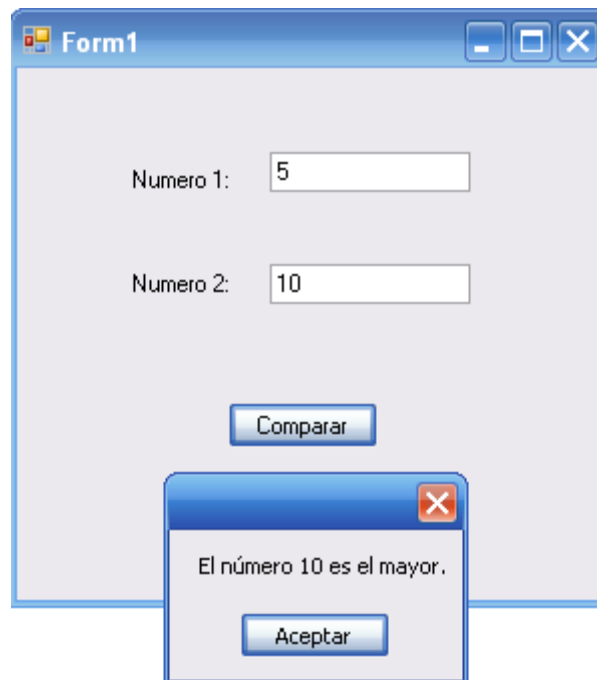 Form1
Numero 1: 5
Numero 2: 10
Comparar
El número 10 es el mayor.
Aceptar